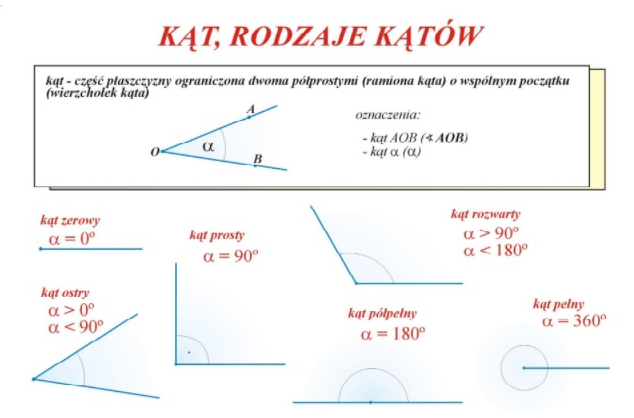 KĄT, RODZAJE KĄTÓW
kąt - część płaszczyzny ograniczona dwoma półprostymi (ramiona kąta) o wspólnym początku
(wierzchołek kąta)
A
O
α
B
oznaczenia:
- kąt AOB (∢ AOB)
- kąt α (α)
kąt zerowy
α = 0º
kąt prosty
α = 90º
kąt rozwarty
α > 90º
α < 180º
kąt ostry
α > 0º
α < 90º
kąt półpełny
α = 180º
kąt pełny
α = 360º